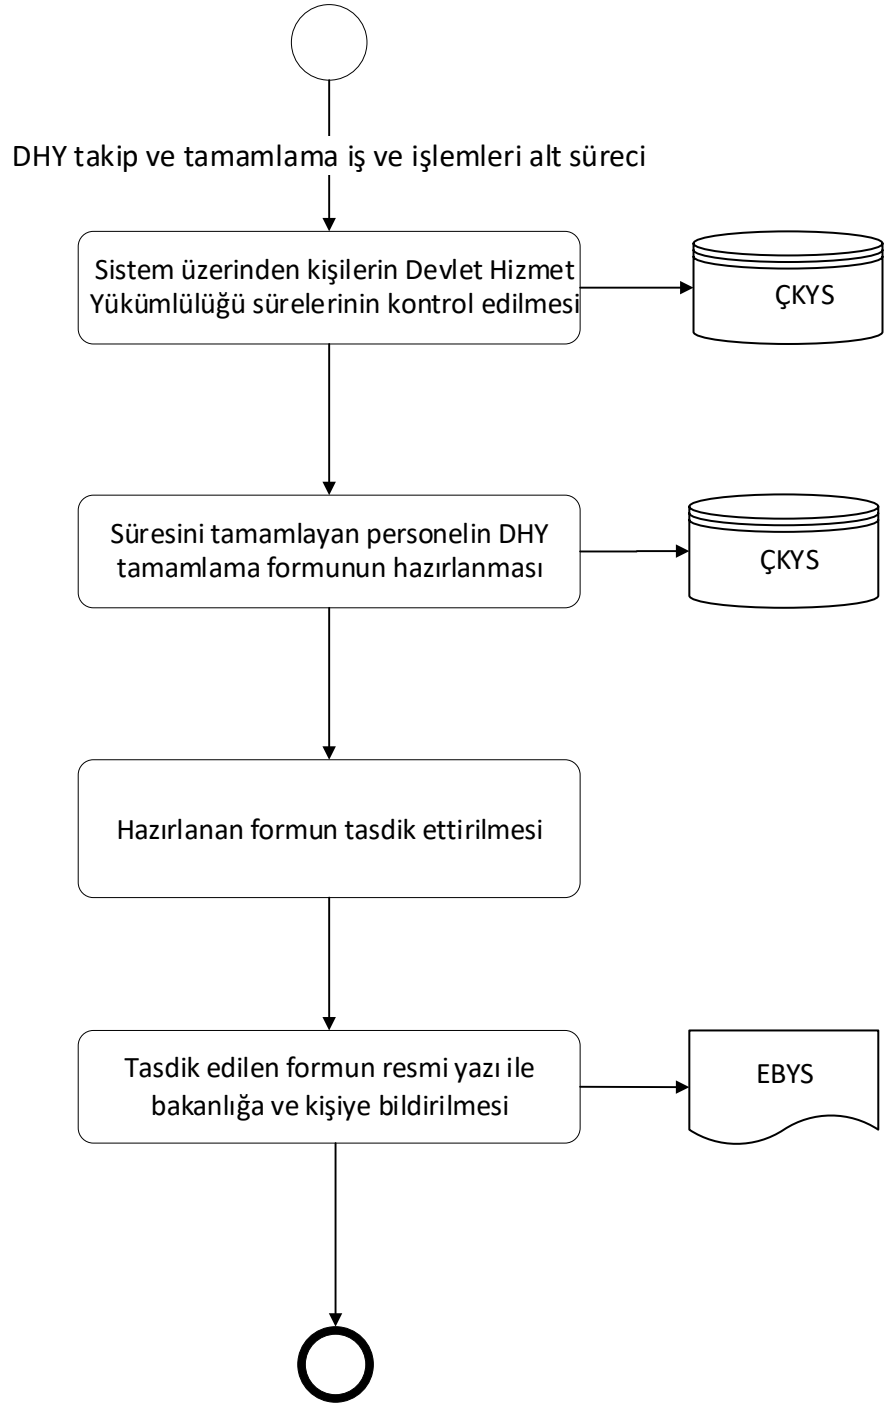 DHY takip ve tamamlama iş ve işlemleri alt süreci
Sistem üzerinden kişilerin Devlet Hizmet
Yükümlülüğü sürelerinin kontrol edilmesi
ÇKYS
Süresini tamamlayan personelin DHY
tamamlama formunun hazırlanması
ÇKYS
Hazırlanan formun tasdik ettirilmesi
Tasdik edilen formun resmi yazı ile
bakanlığa ve kişiye bildirilmesi
EBYS